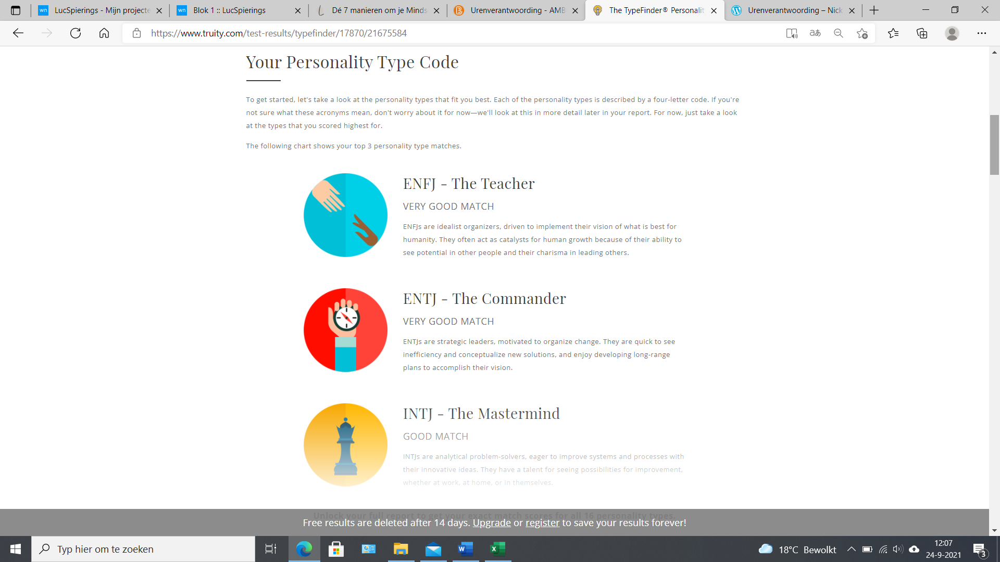 LucSpierings - Mijn projecte
Blok 1 :: LucSpierings
Dé 7 manieren om je Minds
Urenverantwoording - AMB
The TypeFinder® Personalit
Urenverantwoording – Nick
https://www.truity.com/test-results/typefinder/17870/21675584
Your Personality Type Code
To get started, let's take a look at the personality types that fit you best. Each of the personality types is described by a four-letter code. If you're
not sure what these acronyms mean, don't worry about it for now—we'll look at this in more detail later in your report. For now, just take a look
at the types that you scored highest for.
The following chart shows your top 3 personality type matches.
ENFJ - The Teacher
VERY GOOD MATCH
ENFJs are idealist organizers, driven to implement their vision of what is best for
humanity. They often act as catalysts for human growth because of their ability to
see potential in other people and their charisma in leading others.
ENTJ - The Commander
VERY GOOD MATCH
ENTJs are strategic leaders, motivated to organize change. They are quick to see
inefficiency and conceptualize new solutions, and enjoy developing long-range
plans to accomplish their vision.
INTJ - The Mastermind
GOOD MATCH
INTJs are analytical problem-solvers, eager to improve systems and processes with
their innovative ideas. They have a talent for seeing possibilities for improvement,
whether at work, at home, or in themselves.
Unlock your full report to get your exact match scores for all 16 personality types.
Free results are deleted after 14 days. Upgrade or register to save your results forever!
Typ hier om te zoeken
18°C Bewolkt
12:07
24-9-2021
3